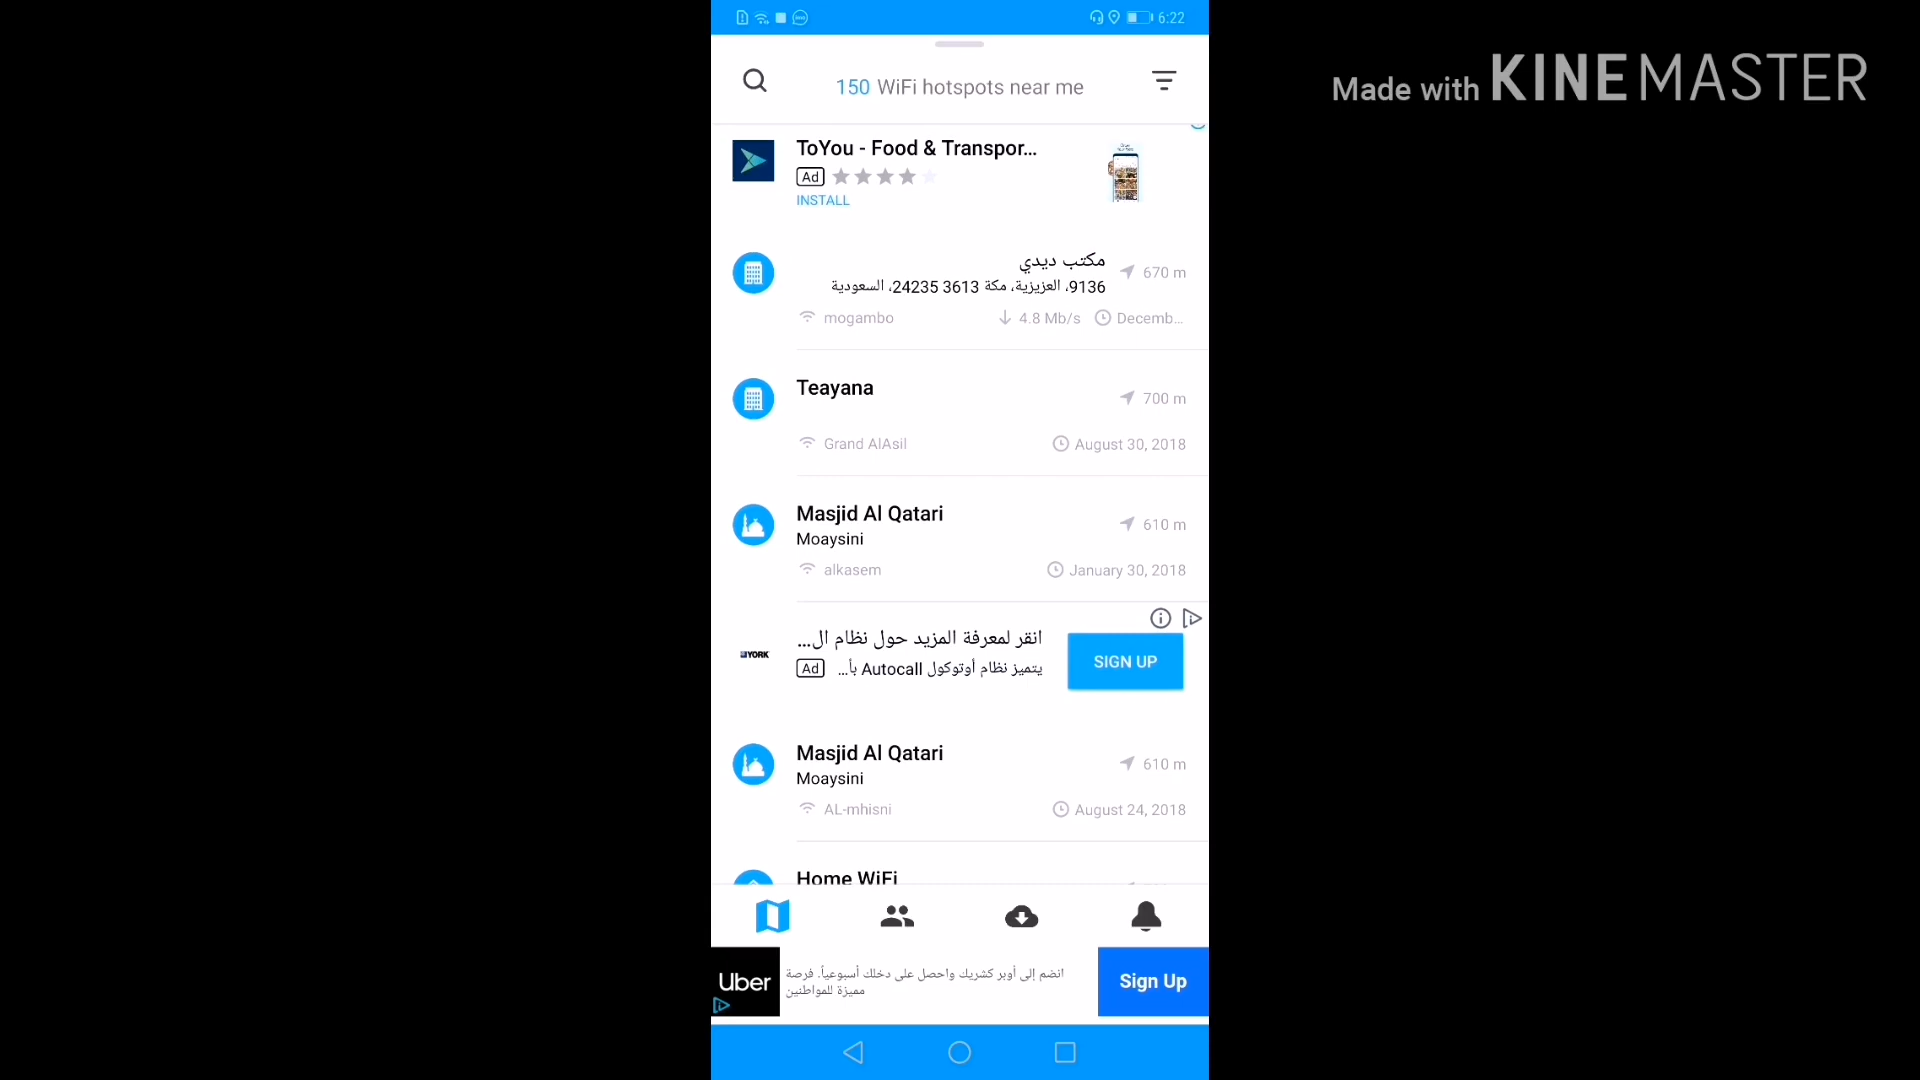 6:22
Made with KINEMASTER
150 WiFi hotspots near me
ToYou - Food & Transpor...
Ad
INSTALL
مكتب ديدي
670 m
9136، العزيزية، مكة 3613 24235، السعودية
mogambo
4.8 Mb/s
Decemb...
Teayana
700 m
Grand AlAsil
August 30, 2018
Masjid Al Qatari
610 m
Moaysini
alkasem
January 30, 2018
انقر لمعرفة المزيد حول نظام ال...
YORK
SIGN UP
Ad
يتميز نظام أوتوكول Autocall بأ...
Masjid Al Qatari
610 m
Moaysini
AL-mhisni
August 24, 2018
Home WiFi
Uber
انضم إلى أوبر كشريك واحصل على دخلك أسبوعياً. فرصة
مميزة للمواطنين
Sign Up